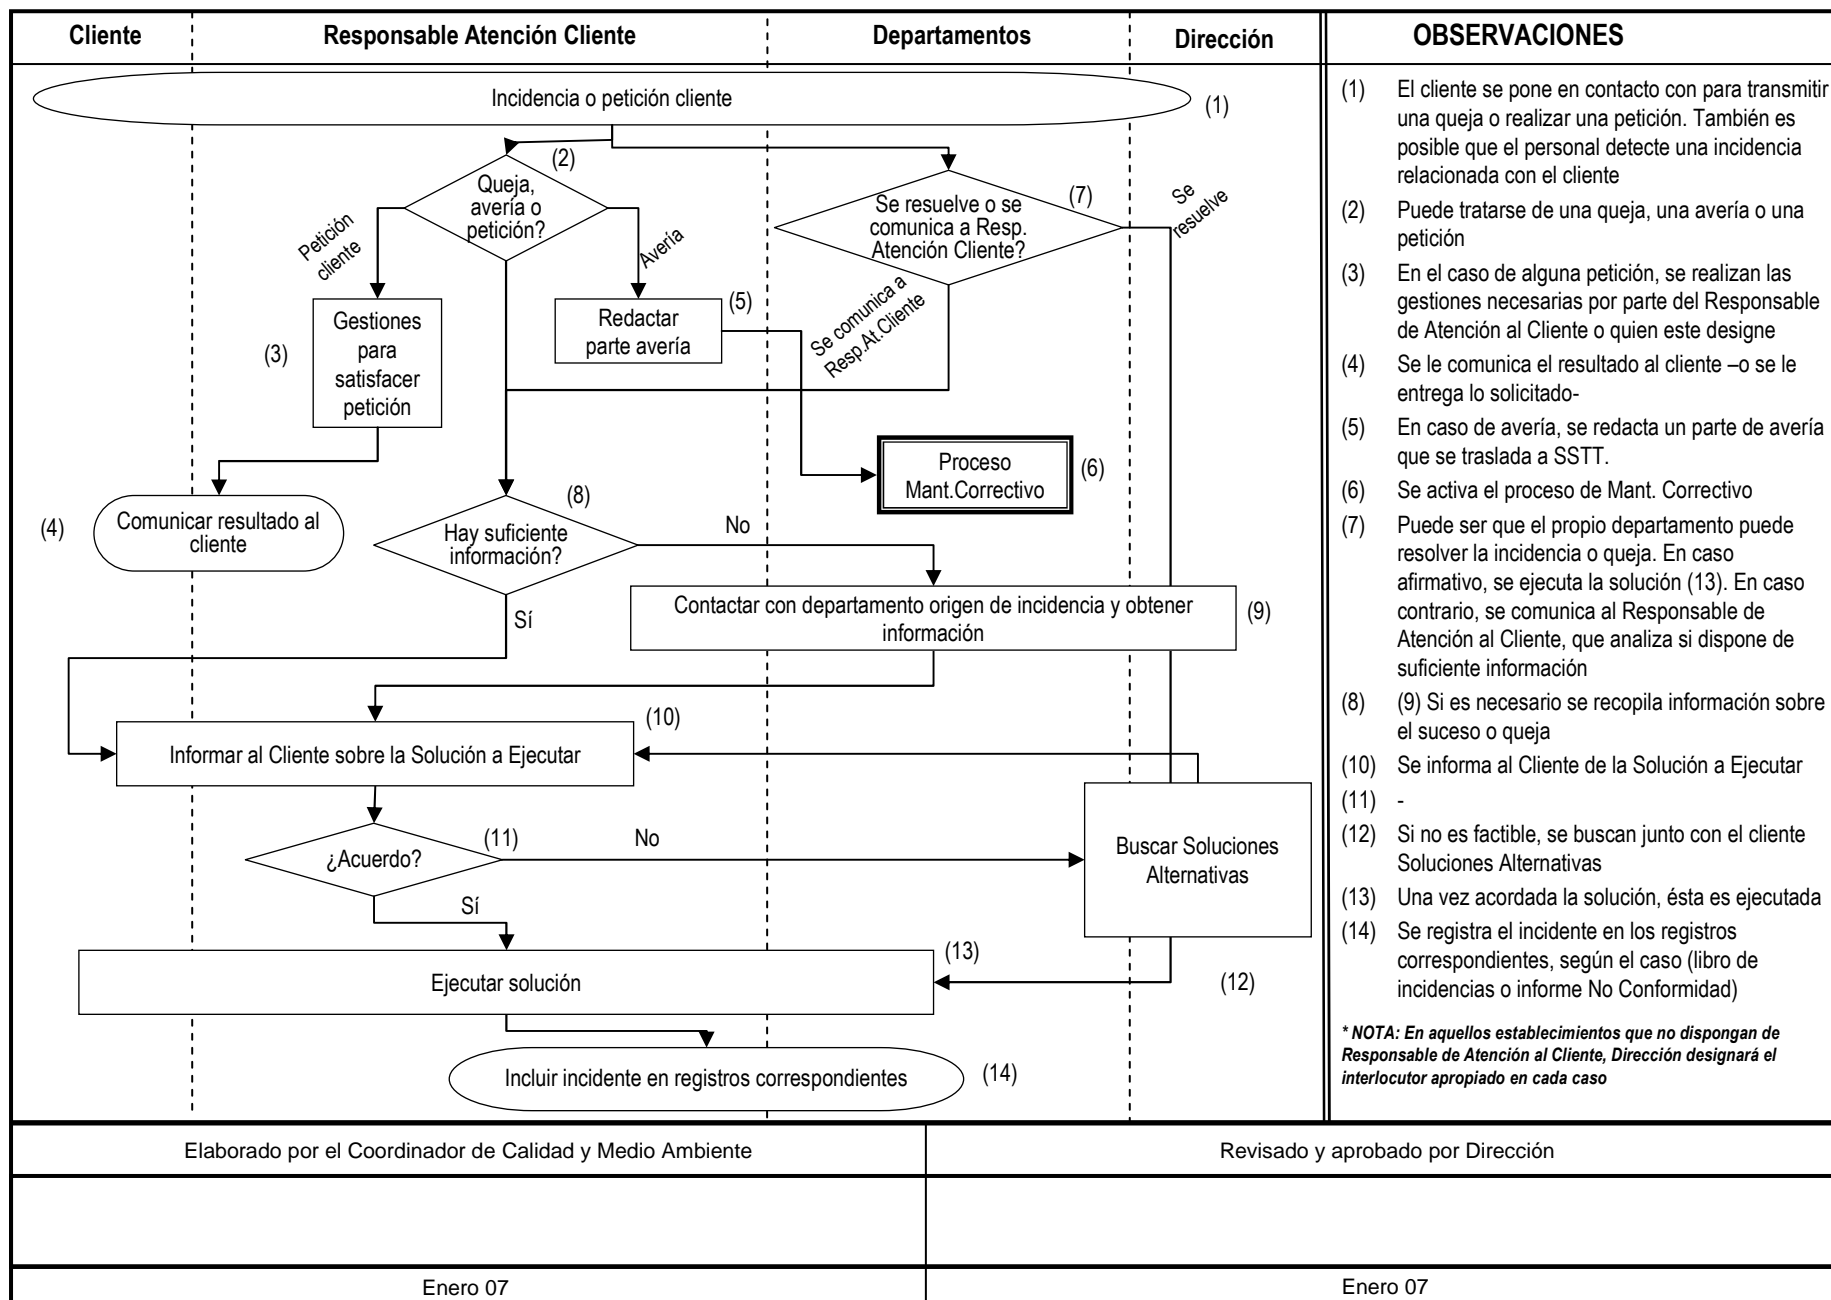 Cliente
Responsable Atención Cliente
Departamentos
Dirección
OBSERVACIONES
Incidencia o petición cliente
(1)
(2)
Queja,
avería o
petición?
Petición
cliente
Avería
(7)
Se resuelve o se
comunica a Resp.
Atención Cliente?
Se
resuelve
Se comunica a
Resp.At.Cliente
(3)
Gestiones
para
satisfacer
petición
(5)
Redactar
parte avería
Proceso
Mant.Correctivo
(6)
(4)
Comunicar resultado al
cliente
(8)
Hay suficiente
información?
No
Sí
Contactar con departamento origen de incidencia y obtener
información
(9)
(10)
Informar al Cliente sobre la Solución a Ejecutar
(11)
¿Acuerdo?
No
Sí
Buscar Soluciones
Alternativas
(12)
(13)
Ejecutar solución
Incluir incidente en registros correspondientes
(14)
(1) El cliente se pone en contacto con para transmitir
una queja o realizar una petición. También es
posible que el personal detecte una incidencia
relacionada con el cliente
(2) Puede tratarse de una queja, una avería o una
petición
(3) En el caso de alguna petición, se realizan las
gestiones necesarias por parte del Responsable
de Atención al Cliente o quien este designe
(4) Se le comunica el resultado al cliente –o se le
entrega lo solicitado-
(5) En caso de avería, se redacta un parte de avería
que se traslada a SSTT.
(6) Se activa el proceso de Mant. Correctivo
(7) Puede ser que el propio departamento puede
resolver la incidencia o queja. En caso
afirmativo, se ejecuta la solución (13). En caso
contrario, se comunica al Responsable de
Atención al Cliente, que analiza si dispone de
suficiente información
(8) (9) Si es necesario se recopila información sobre
el suceso o queja
(10) Se informa al Cliente de la Solución a Ejecutar
(11) -
(12) Si no es factible, se buscan junto con el cliente
Soluciones Alternativas
(13) Una vez acordada la solución, ésta es ejecutada
(14) Se registra el incidente en los registros
correspondientes, según el caso (libro de
incidencias o informe No Conformidad)
* NOTA: En aquellos establecimientos que no dispongan de
Responsable de Atención al Cliente, Dirección designará el
interlocutor apropiado en cada caso
Elaborado por el Coordinador de Calidad y Medio Ambiente
Revisado y aprobado por Dirección
Enero 07
Enero 07